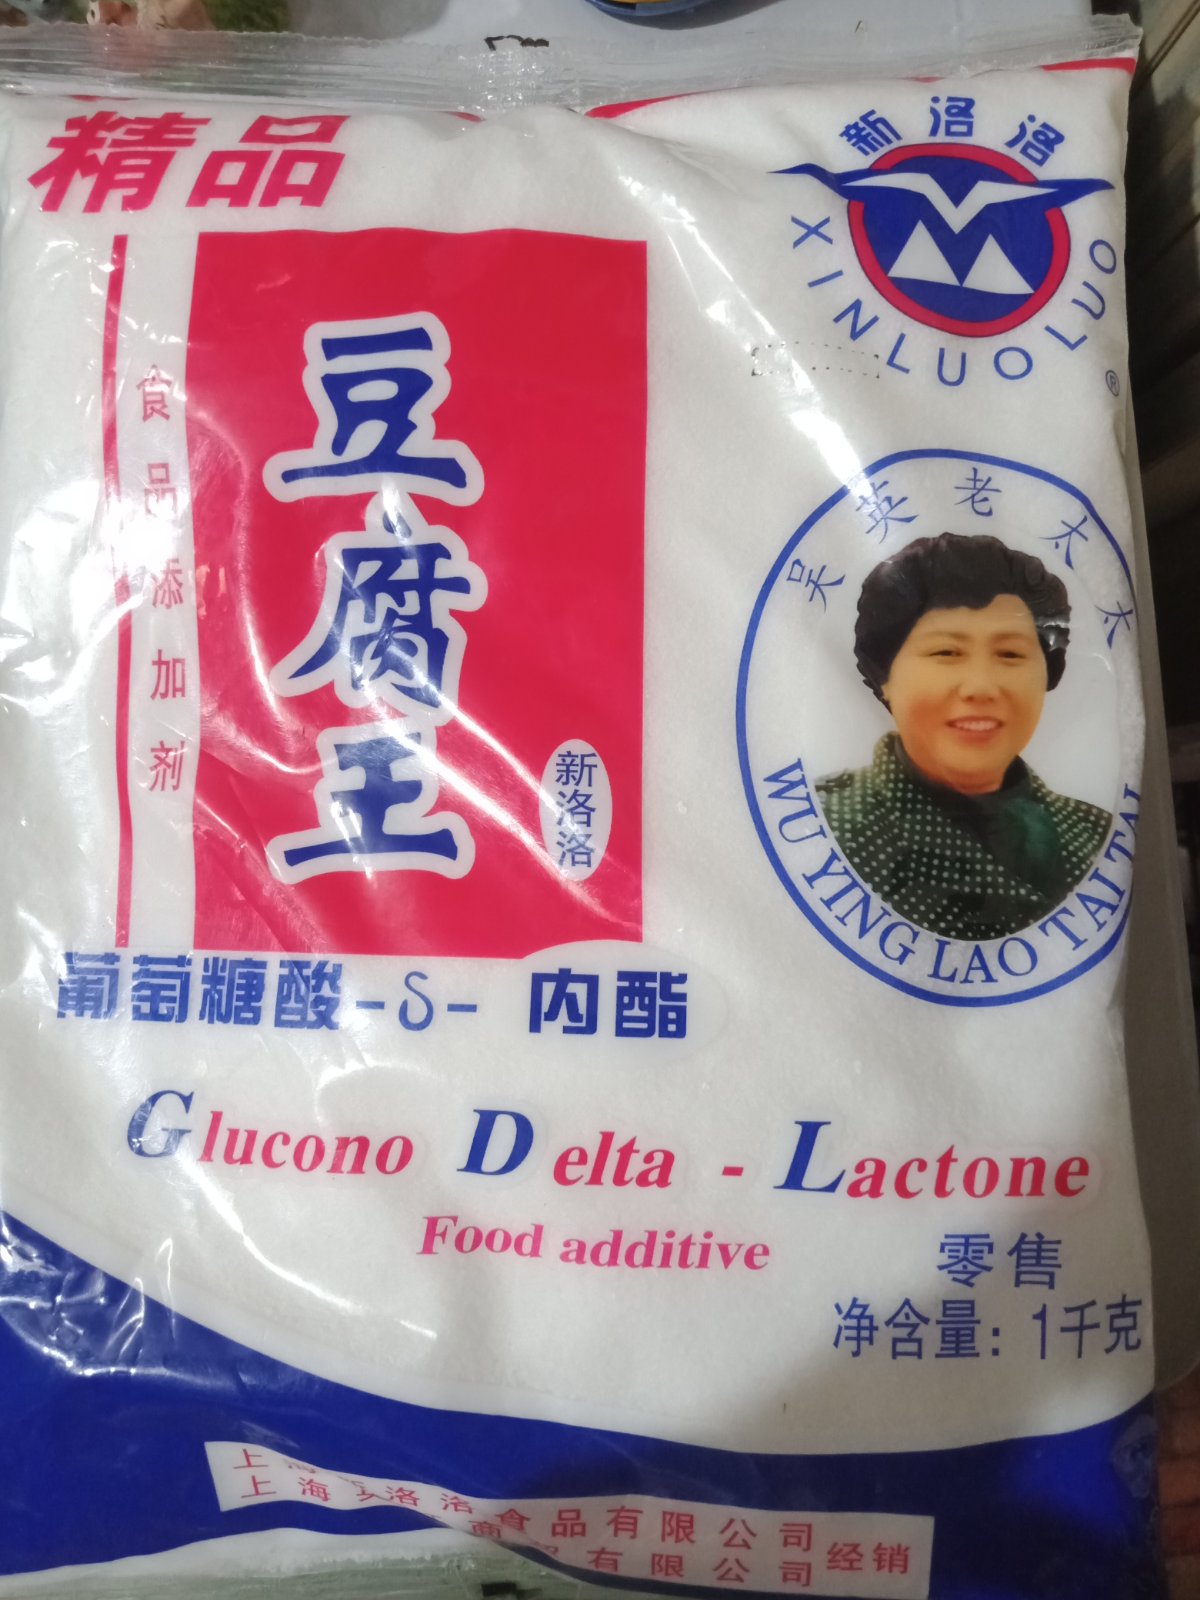 精品
新洛洛
XINLUOLUO
®
食品添加剂
豆腐王
新洛洛
吴英老太太
WU YING LAO TAI TAI
葡萄糖酸-δ-内酯
Glucono Delta - Lactone
Food additive
零售
净含量：1千克
上海 洛洛食品有限公司
上海 商贸有限公司
经销